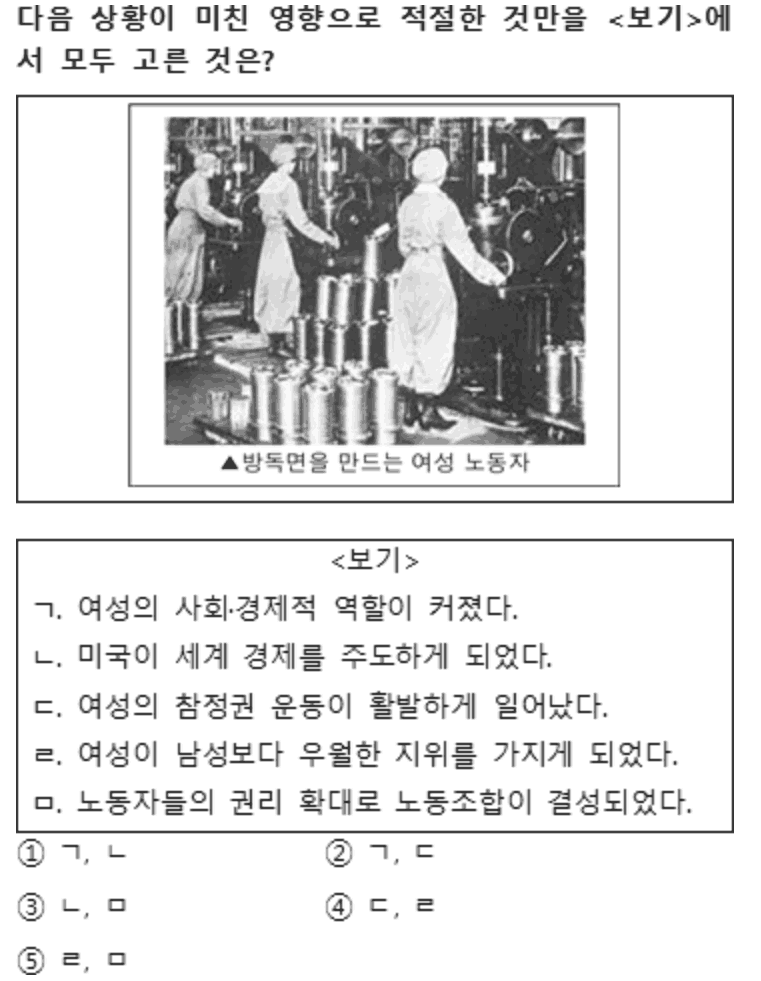 다음 상황이 미친 영향으로 적절한 것만을 <보기>에
서 모두 고른 것은?
▲방독면을 만드는 여성 노동자
<보기>
ㄱ. 여성의 사회·경제적 역할이 커졌다.
ㄴ. 미국이 세계 경제를 주도하게 되었다.
ㄷ. 여성의 참정권 운동이 활발하게 일어났다.
ㄹ. 여성이 남성보다 우월한 지위를 가지게 되었다.
ㅁ. 노동자들의 권리 확대로 노동조합이 결성되었다.
① ㄱ, ㄴ ② ㄱ, ㄷ
③ ㄴ, ㅁ ④ ㄷ, ㄹ
⑤ ㄹ, ㅁ